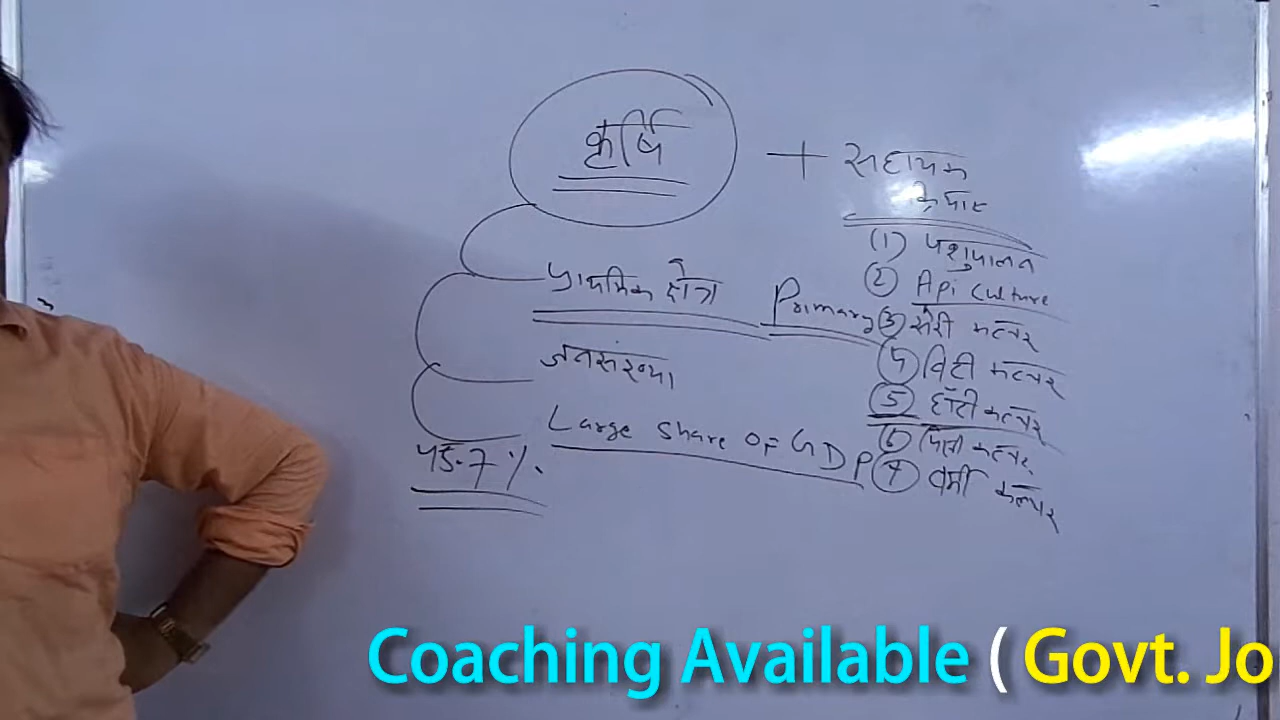 कृर्षि
+ सहायक
प्राथमिक क्षेत्र
Primary
जनसंख्या
Large share of GDP
45.7 %.
(1) पशुपालन
(2) Api culture
(3) सेरी कल्चर
(4) विटी कल्चर
(5) हॉर्टी कल्चर
(6) कल्चर
(7) वर्मी कल्चर
Coaching Available ( Govt. Jo